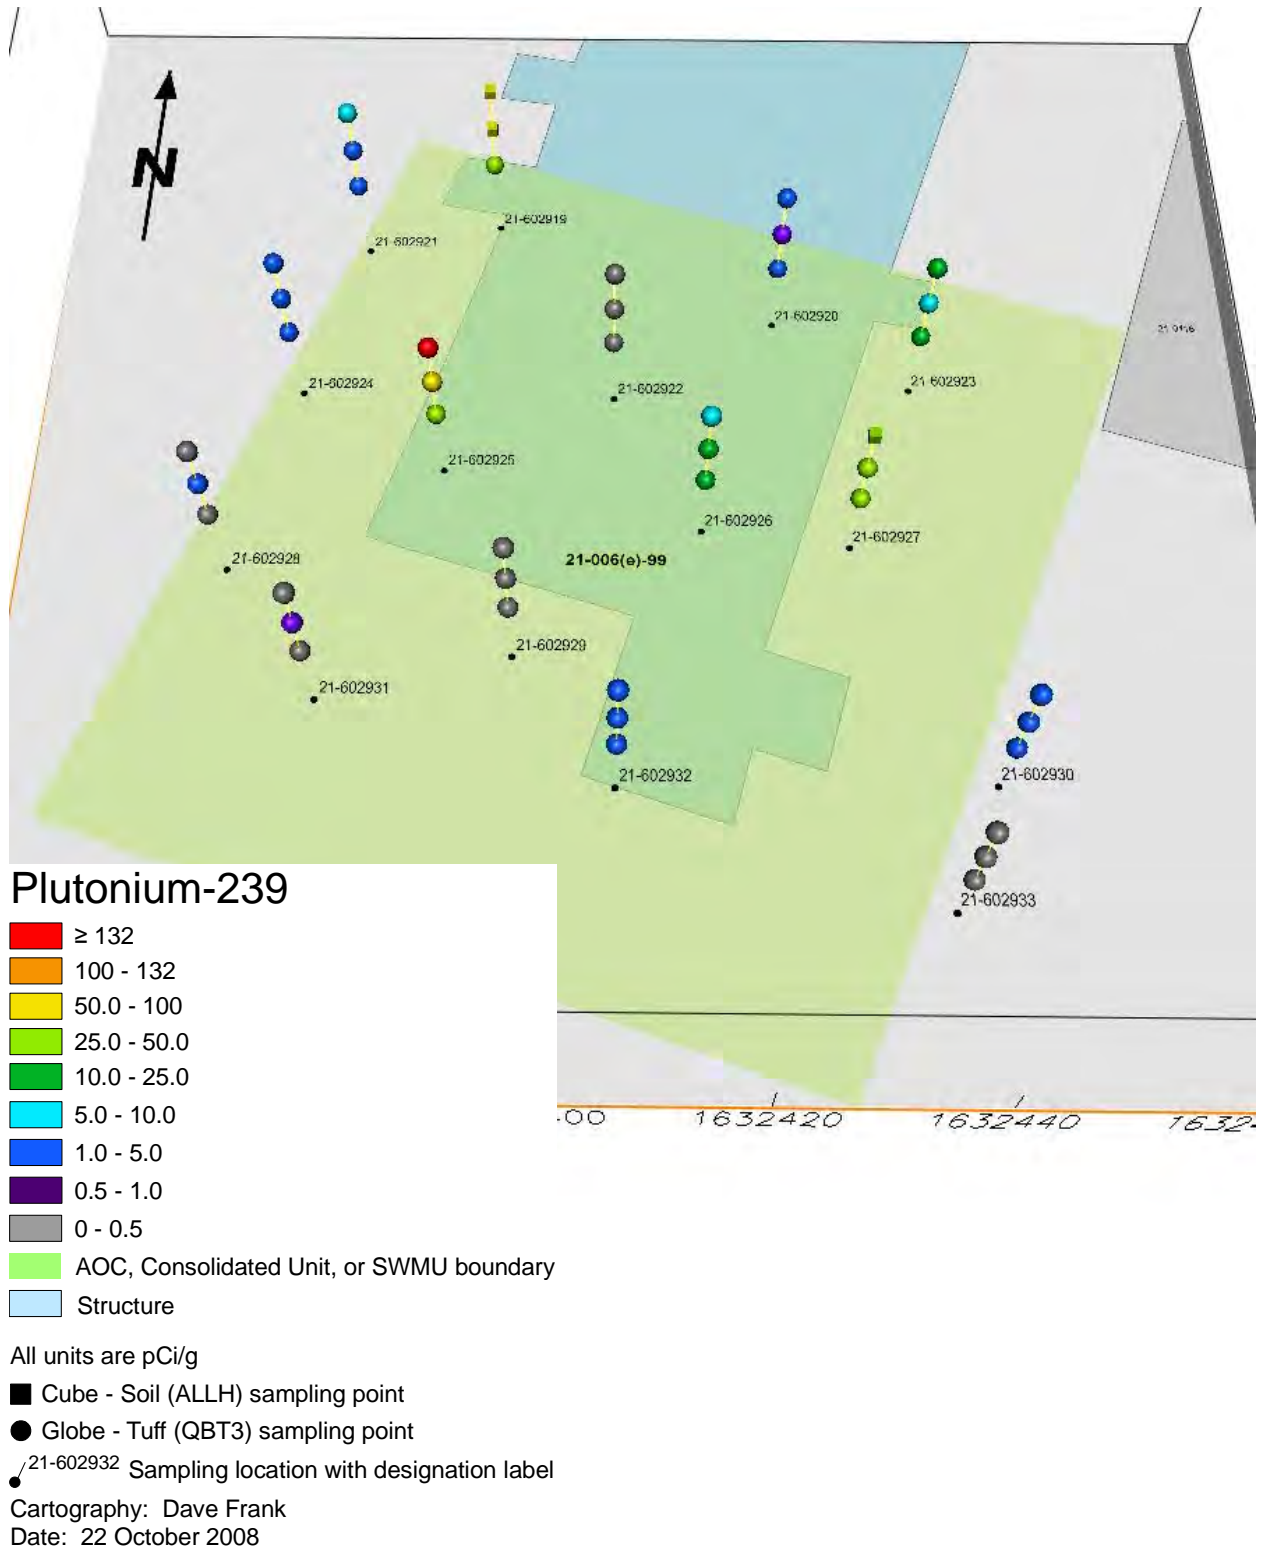 N
21-602919
21-602921
21-602920
21-602924
21-602922
21-602923
21-602925
21-602926
21-602927
21-006(e)-99
21-602928
21-602929
21-602931
21-602932
21-602930
21-602933
Plutonium-239
≥ 132
100 - 132
50.0 - 100
25.0 - 50.0
10.0 - 25.0
5.0 - 10.0
1.0 - 5.0
0.5 - 1.0
0 - 0.5
AOC, Consolidated Unit, or SWMU boundary
Structure
1632420
1632440
All units are pCi/g
Cube - Soil (ALLH) sampling point
Globe - Tuff (QBT3) sampling point
21-602932 Sampling location with designation label
Cartography: Dave Frank
Date: 22 October 2008